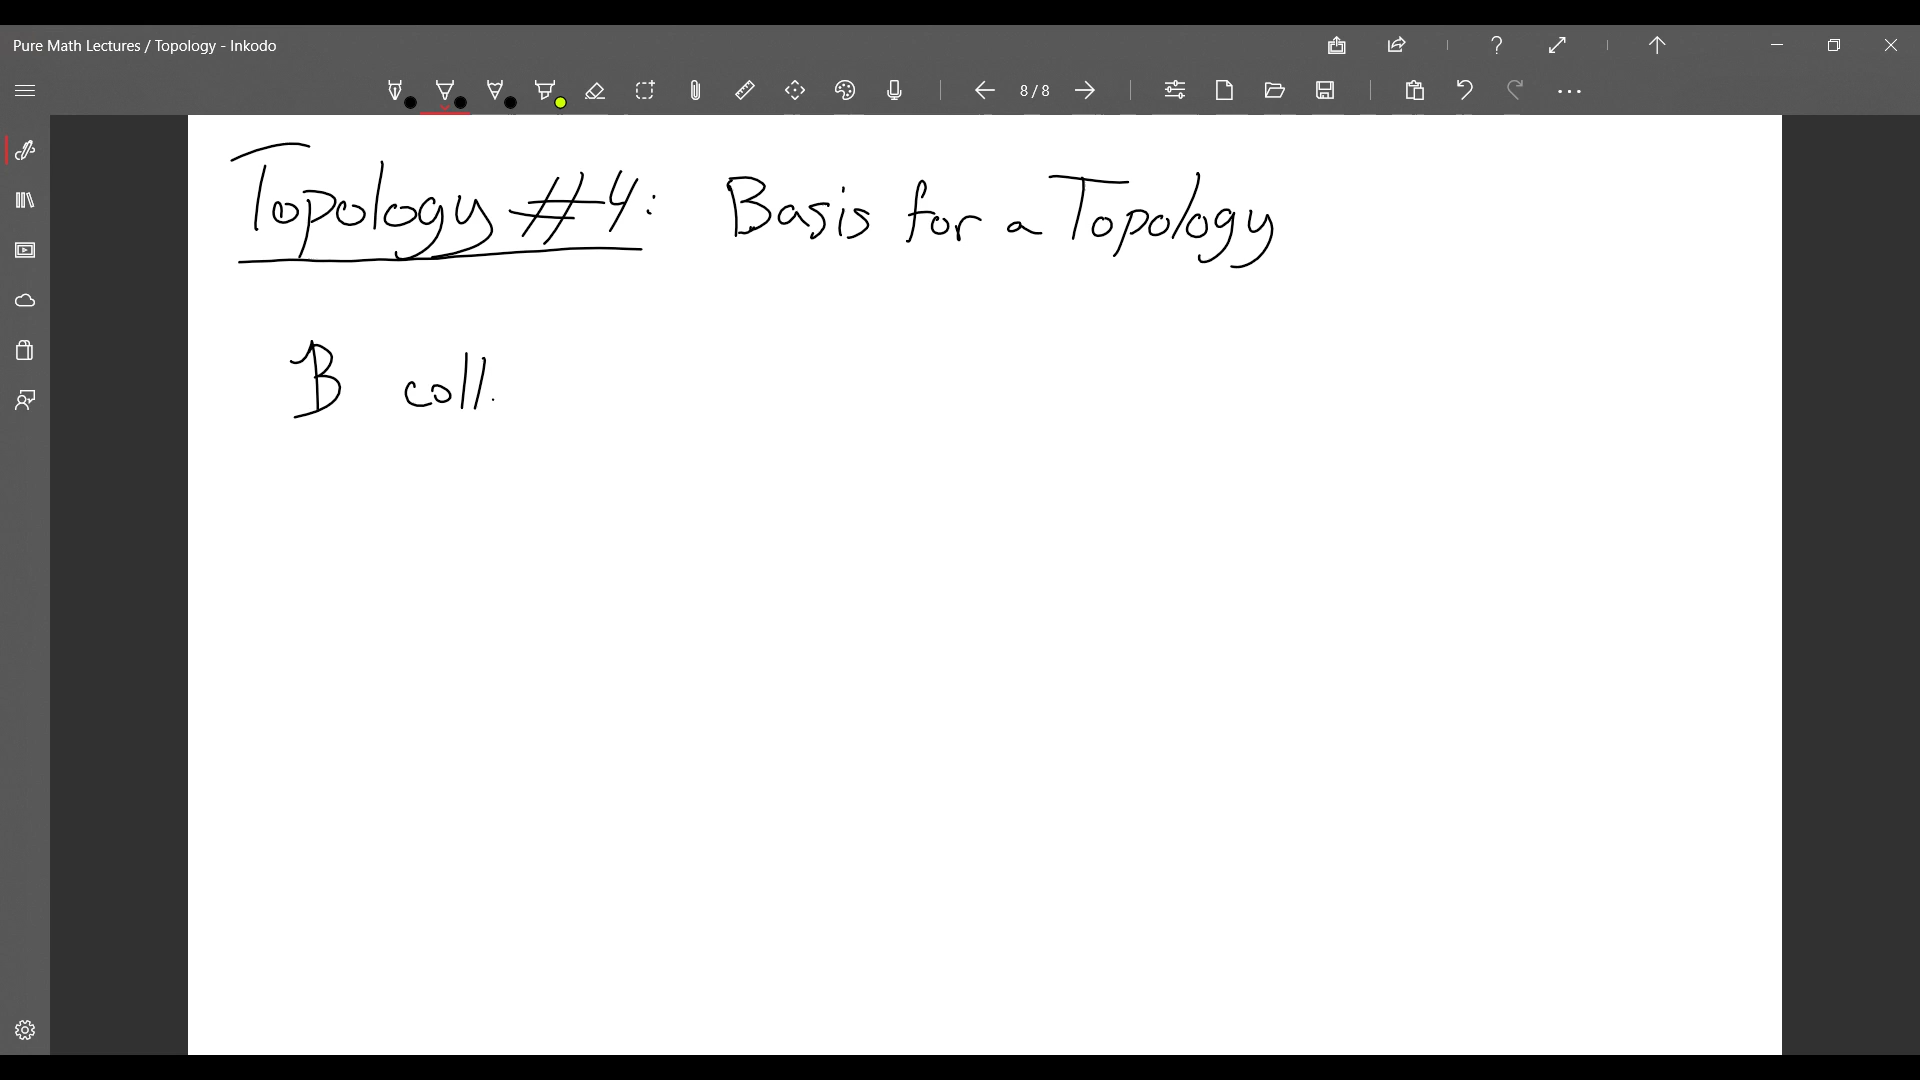 Pure Math Lectures / Topology - Inkodo
8 / 8
Topology #4: Basis for a Topology
B coll.